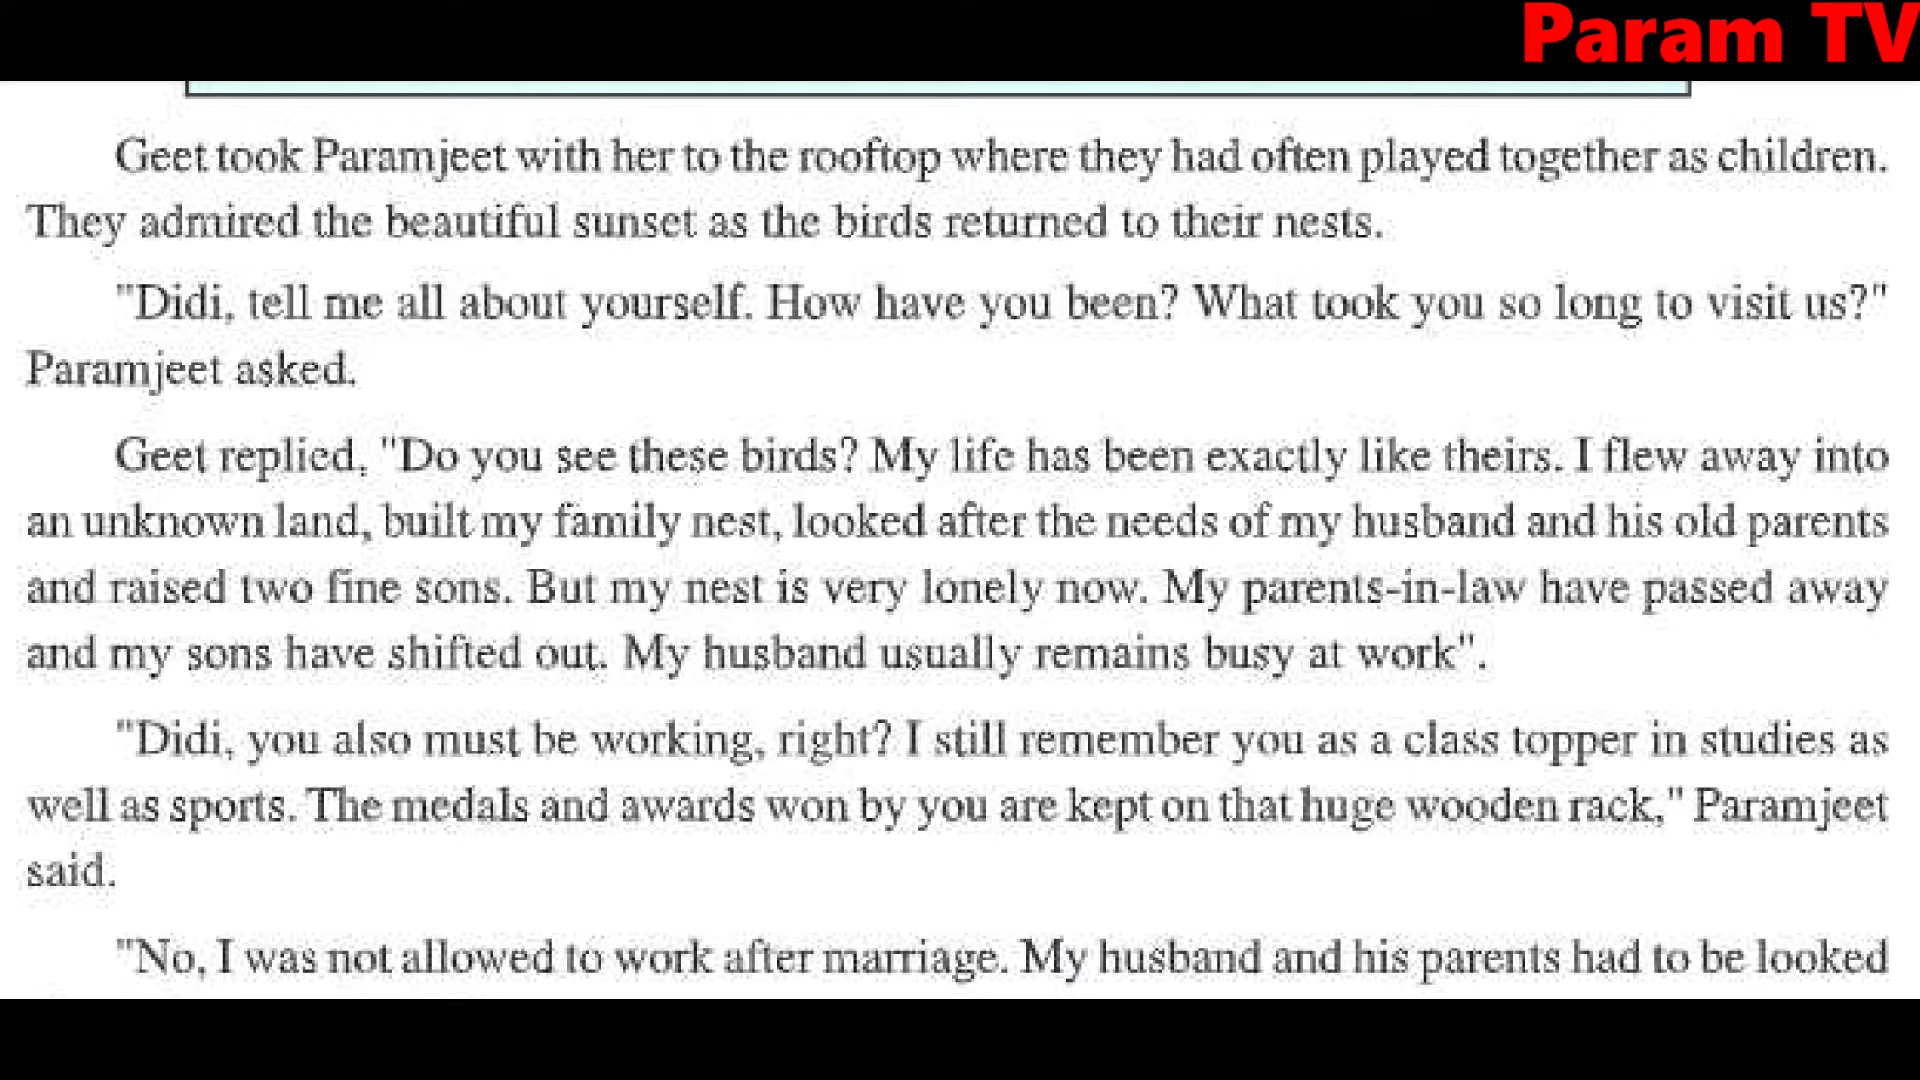 Param TV
Geet took Paramjeet with her to the rooftop where they had often played together as children.
They admired the beautiful sunset as the birds returned to their nests.
"Didi, tell me all about yourself. How have you been? What took you so long to visit us?"
Paramjeet asked.
Geet replied, "Do you see these birds? My life has been exactly like theirs. I flew away into
an unknown land, built my family nest, looked after the needs of my husband and his old parents
and raised two fine sons. But my nest is very lonely now. My parents-in-law have passed away
and my sons have shifted out. My husband usually remains busy at work".
"Didi, you also must be working, right? I still remember you as a class topper in studies as
well as sports. The medals and awards won by you are kept on that huge wooden rack," Paramjeet
said.
"No, I was not allowed to work after marriage. My husband and his parents had to be looked